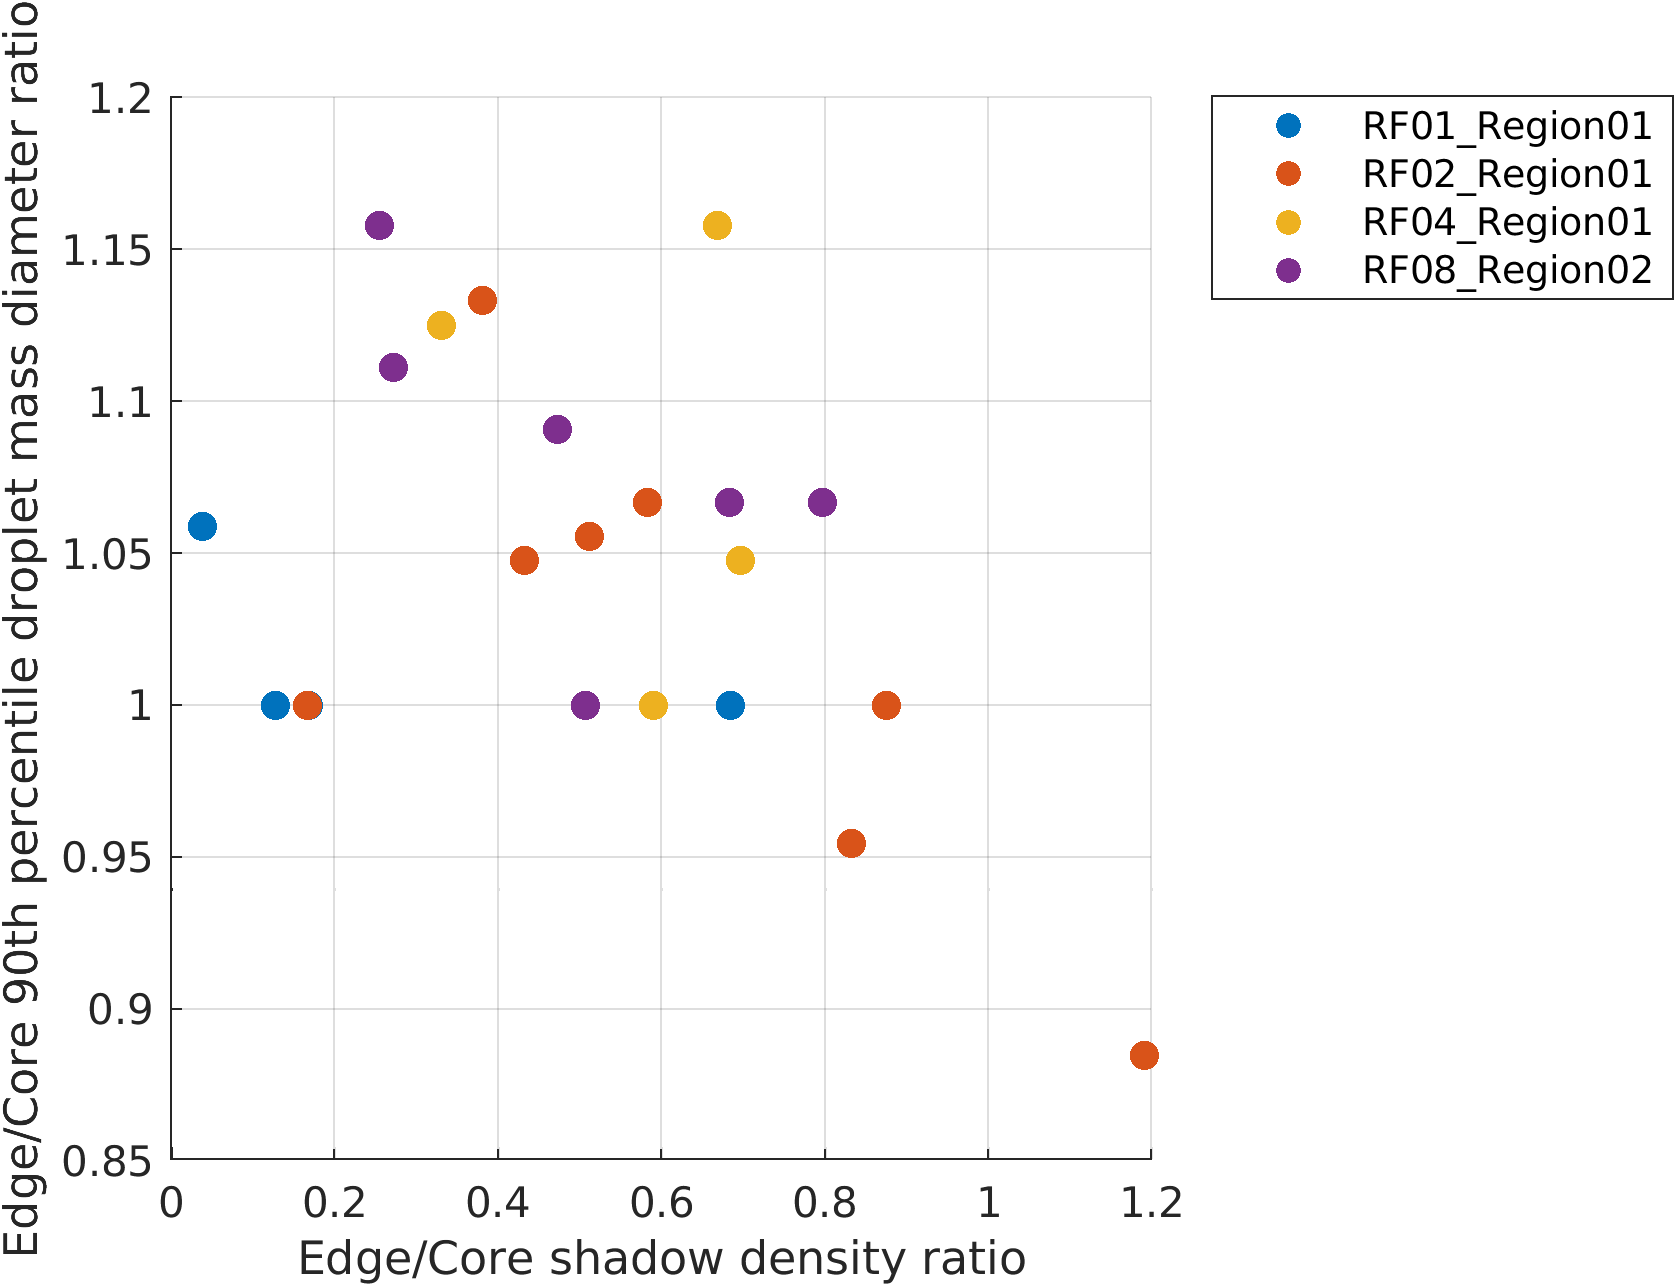 Edge/Core 90th percentile droplet mass diameter ratio
1.2
1.15
1.1
1.05
1
0.95
0.9
0.85
0 0.2 0.4 0.6 0.8 1 1.2
Edge/Core shadow density ratio
RF01_Region01
RF02_Region01
RF04_Region01
RF08_Region02